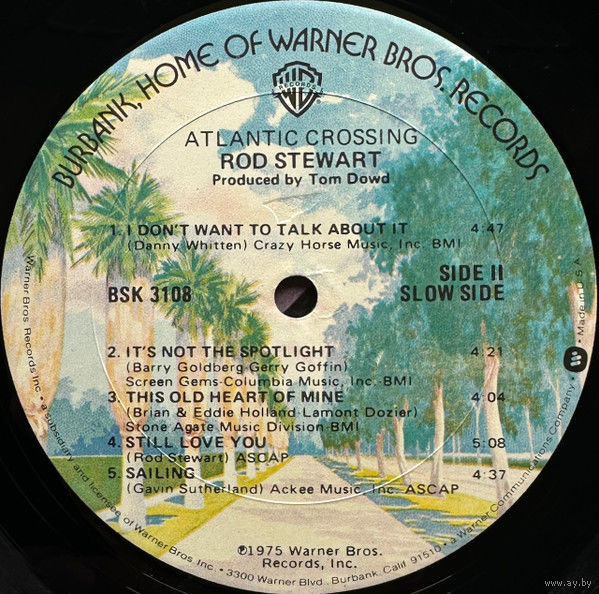 BURBANK, HOME OF WARNER BROS. RECORDS
WB
RECORDS
ATLANTIC CROSSING
ROD STEWART
Produced by Tom Dowd
1. I DON'T WANT TO TALK ABOUT IT 4:47
(Danny Whitten) Crazy Horse Music, Inc. BMI
BSK 3108
SIDE II
SLOW SIDE
2. IT'S NOT THE SPOTLIGHT 4:21
(Barry Goldberg-Gerry Goffin)
Screen Gems-Columbia Music, Inc.-BMI
3. THIS OLD HEART OF MINE 4:04
(Brian & Eddie Holland-Lamont Dozier)
Stone Agate Music Division-BMI
4. STILL LOVE YOU 5:08
(Rod Stewart) ASCAP
5. SAILING 4:37
(Gavin Sutherland) Ackee Music, Inc. ASCAP
℗1975 Warner Bros.
Records, Inc.
Warner Bros. Records Inc. • a subsidiary and licensee of Warner Bros. Inc. • 3300 Warner Blvd., Burbank, Calif. 91510 • a Warner Communications Company. • Made in U.S.A.
www.ay.by